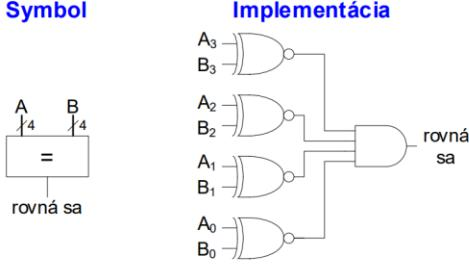 Symbol
Implementácia
A B
4 4
=
rovná sa
A3
B3
A2
B2
A1
B1
A0
B0
rovná
sa